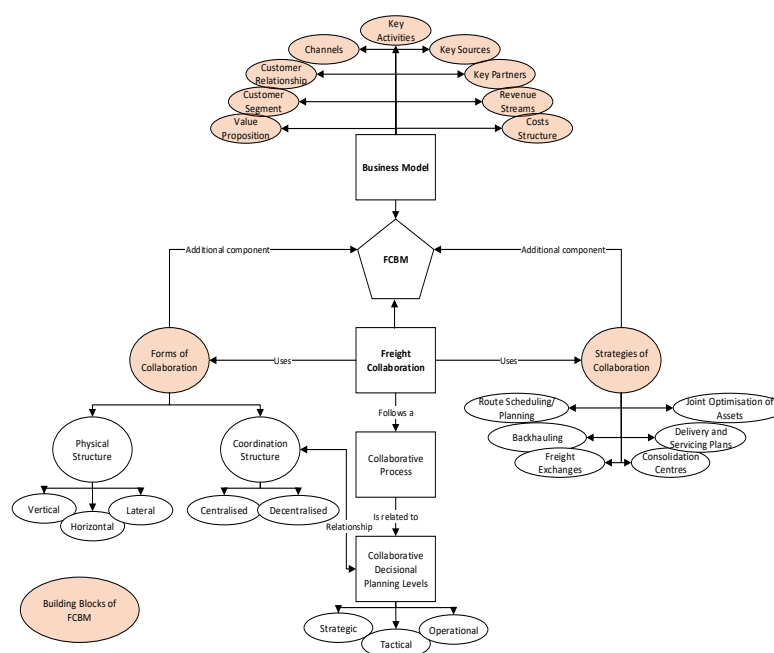 Key
Activities
Channels
Key Sources
Customer
Relationship
Key Partners
Customer
Segment
Revenue
Streams
Value
Proposition
Costs
Structure
Business Model
Additional component
FCBM
Additional component
Forms of
Collaboration
Uses
Freight
Collaboration
Uses
Strategies of
Collaboration
Follows a
Route Scheduling/
Planning
Joint Optimisation of
Assets
Physical
Structure
Coordination
Structure
Collaborative
Process
Backhauling
Delivery and
Servicing Plans
Freight
Exchanges
Consolidation
Centres
Vertical
Horizontal
Lateral
Centralised
Decentralised
Relationship
Is related to
Collaborative
Decisional
Planning Levels
Building Blocks of
FCBM
Strategic
Tactical
Operational